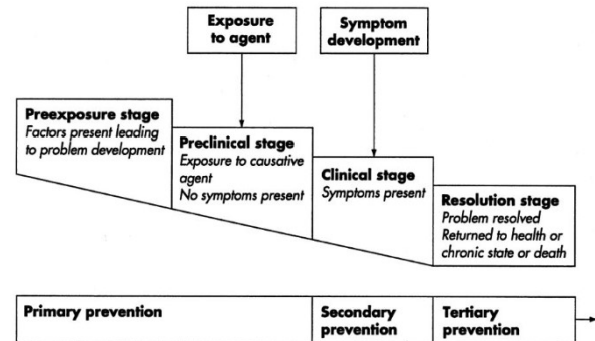 Exposure
to agent
Symptom
development
Preexposure stage
Factors present leading
to problem development
Preclinical stage
Exposure to causative
agent
No symptoms present
Clinical stage
Symptoms present
Resolution stage
Problem resolved
Returned to health or
chronic state or death
Primary prevention
Secondary
prevention
Tertiary
prevention